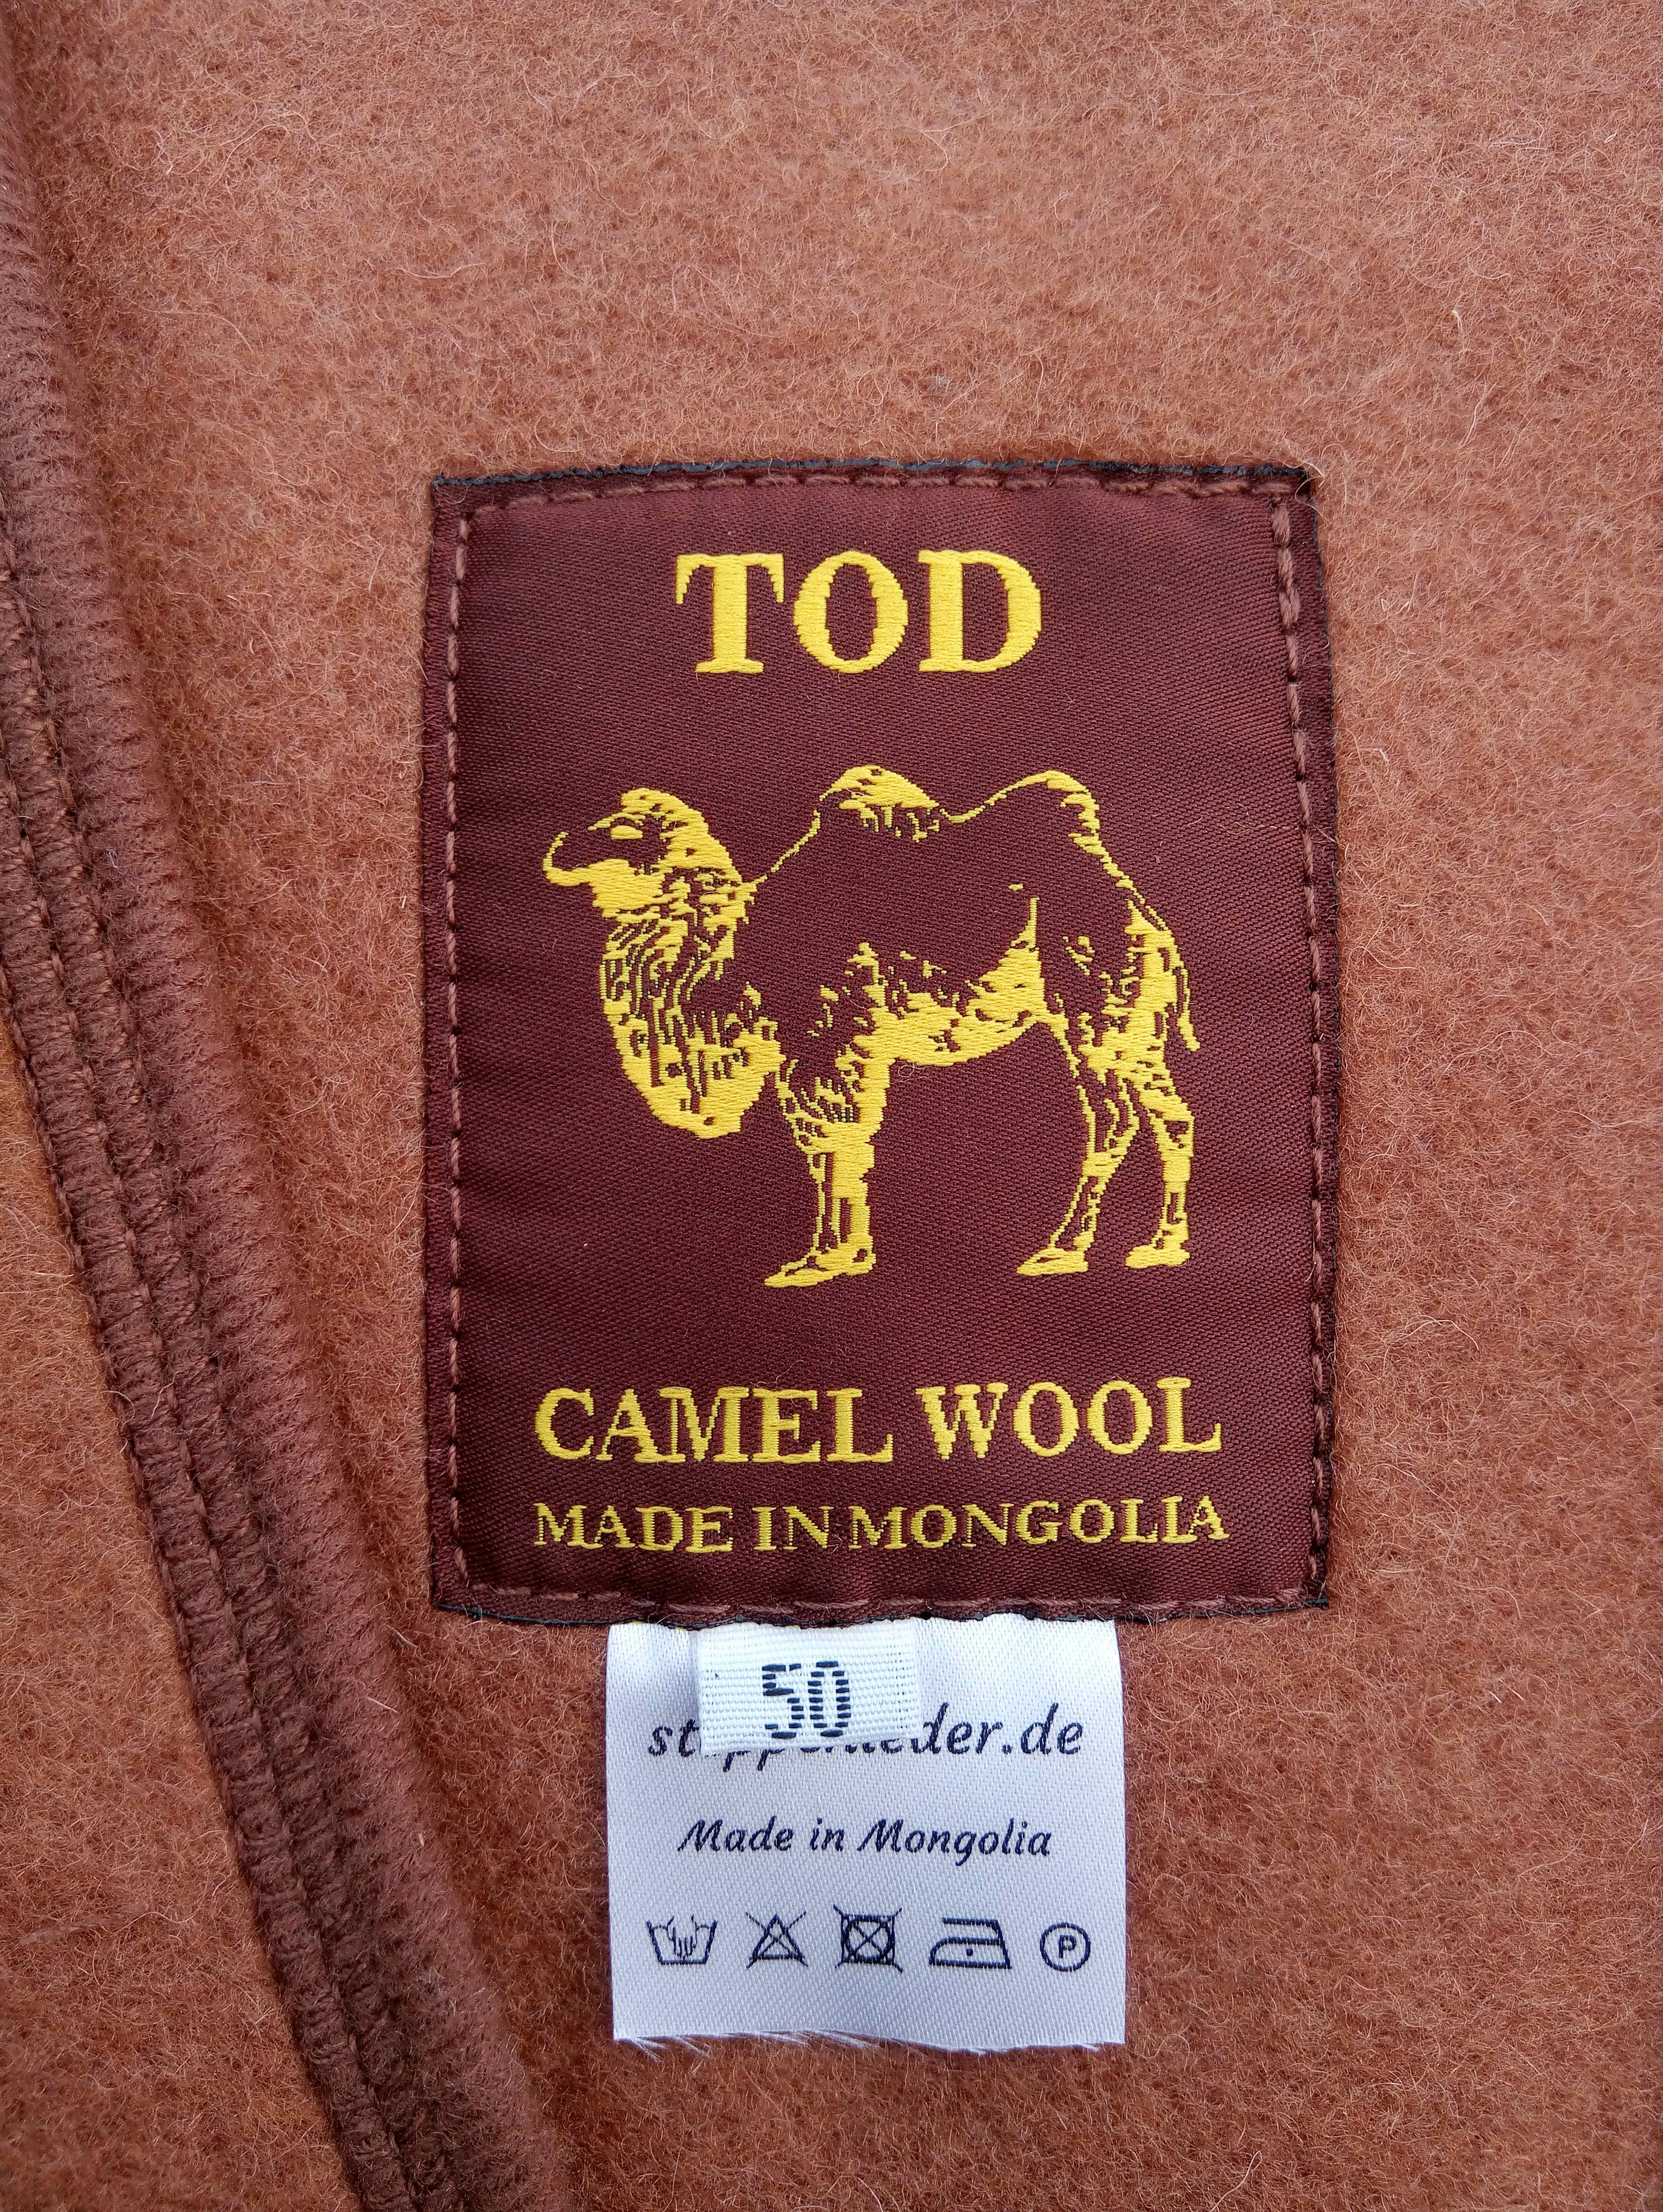 TOD
CAMEL WOOL
MADE IN MONGOLIA
50
Made in Mongolia
P